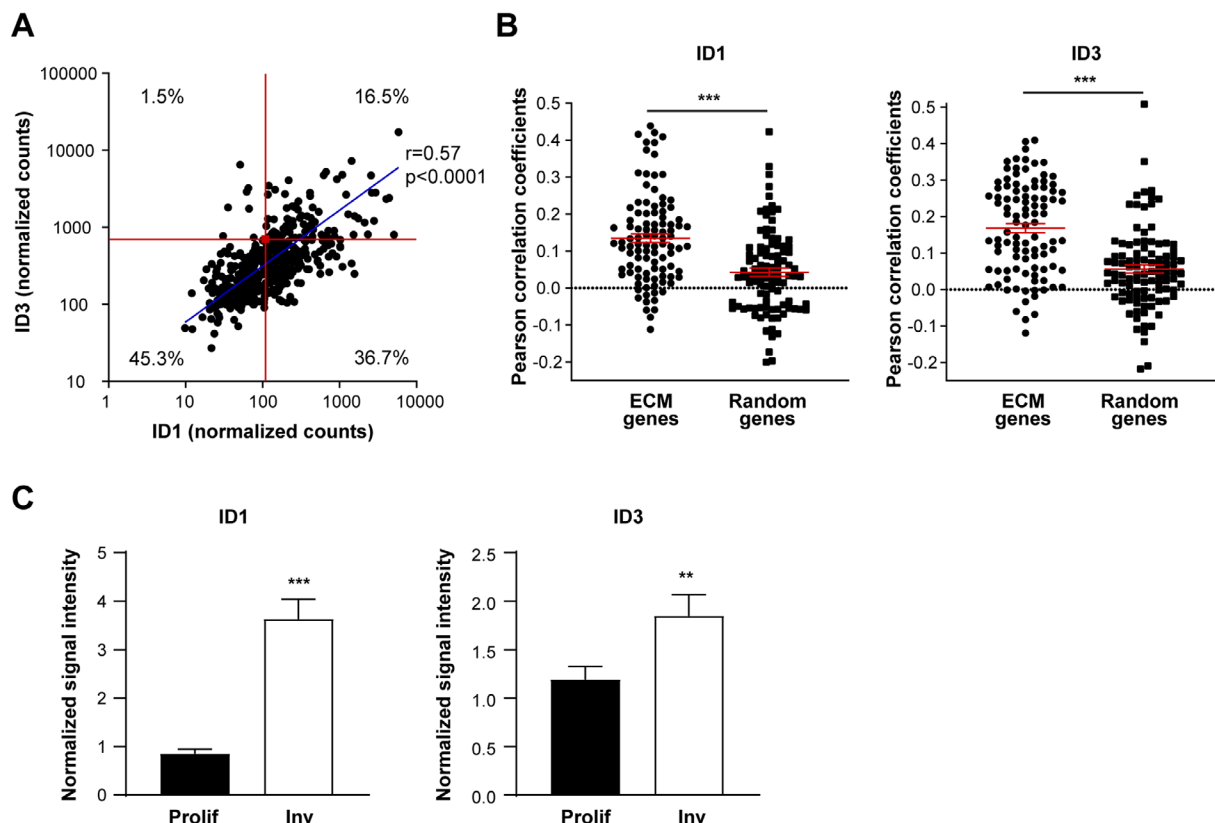 A
100000
10000
1000
100
10
1.5%
16.5%
r=0.57
p<0.0001
45.3%
36.7%
1
10
100
1000
10000
ID3 (normalized counts)
ID1 (normalized counts)
B
ID1
***
0.5
0.4
0.3
0.2
0.1
0.0
-0.1
-0.2
Pearson correlation coefficients
ECM
genes
Random
genes
ID3
***
0.5
0.4
0.3
0.2
0.1
0.0
-0.1
-0.2
Pearson correlation coefficients
ECM
genes
Random
genes
C
ID1
***
5
4
3
2
1
0
Normalized signal intensity
Prolif
Inv
ID3
**
2.5
2.0
1.5
1.0
0.5
0.0
Normalized signal intensity
Prolif
Inv